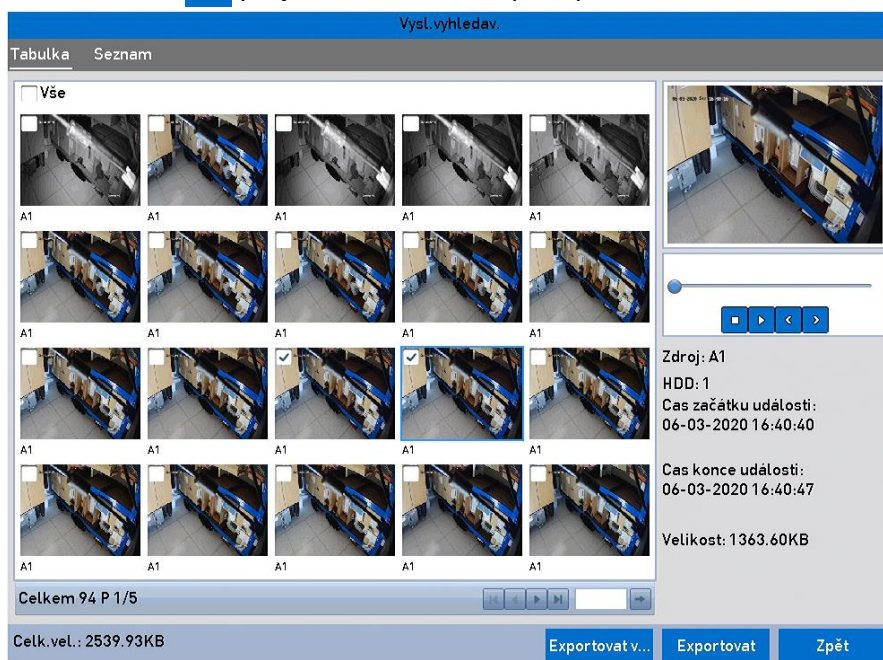 Vysl.vyhledav.
Tabulka Seznam
Vše
A1 A1 A1 A1 A1
A1 A1 A1 A1 A1
A1 A1 A1 A1 A1
A1 A1 A1 A1 A1
Celkem 94 P 1/5
Celk.vel.: 2539.93KB
Zdroj: A1
HDD: 1
Cas začátku události:
06-03-2020 16:40:40
Cas konce události:
06-03-2020 16:40:47
Velikost: 1363.60KB
Exportovat v... Exportovat Zpět